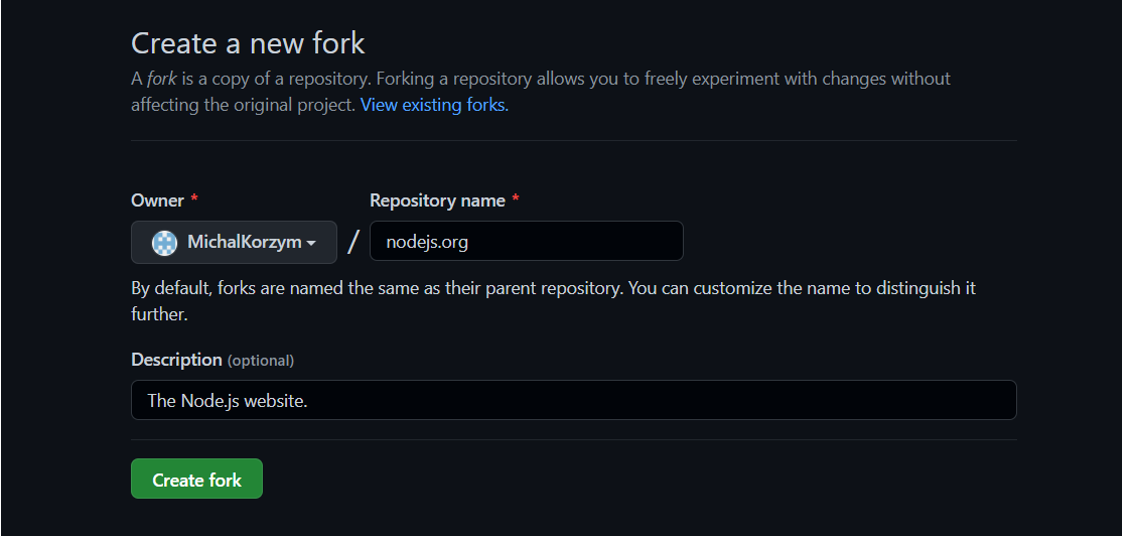 Create a new fork
A fork is a copy of a repository. Forking a repository allows you to freely experiment with changes without
affecting the original project. View existing forks.
Owner * Repository name *
MichalKorzym / nodejs.org
By default, forks are named the same as their parent repository. You can customize the name to distinguish it
further.
Description (optional)
The Node.js website.
Create fork